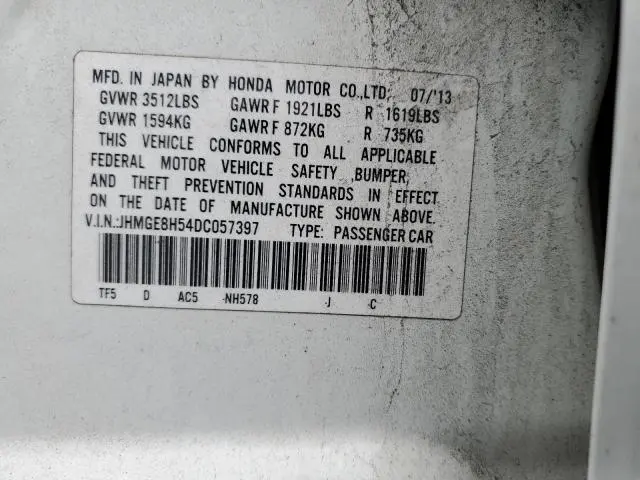 MFD. IN JAPAN BY HONDA MOTOR CO.,LTD. 07/'13
GVWR 3512LBS GAWR F 1921LBS R 1619LBS
GVWR 1594KG GAWR F 872KG R 735KG
THIS VEHICLE CONFORMS TO ALL APPLICABLE
FEDERAL MOTOR VEHICLE SAFETY ,BUMPER,
AND THEFT PREVENTION STANDARDS IN EFFECT
ON THE DATE OF MANUFACTURE SHOWN ABOVE.
V.I.N.:JHMGE8H54DC057397 TYPE: PASSENGER CAR
TF5 D AC5 -NH578 -J -C